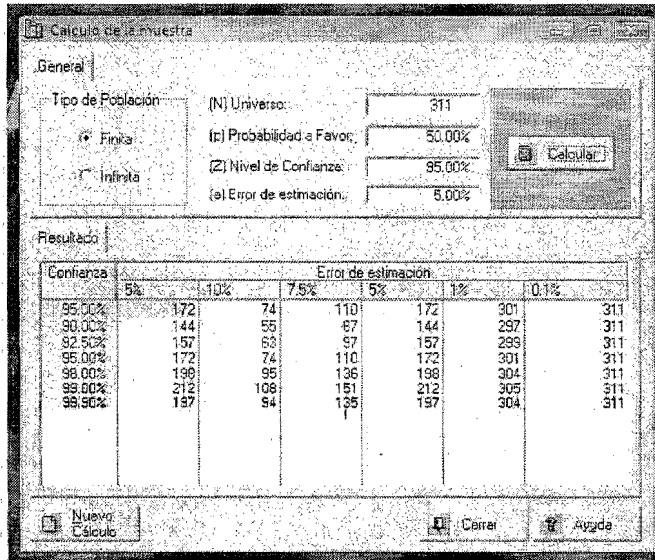 Calculo de la muestra
General
Tipo de Población
Finita
Infinita
(N) Universo: 311
(p) Probabilidad a Favor: 50.00%
(Z) Nivel de Confianza: 95.00%
(e) Error de estimación: 5.00%
Calcular
Resultado
Confianza Error de estimación
5% 10% 7.5% 5% 1% 0.1%
95.00% 172 74 110 172 301 311
90.00% 144 55 87 144 297 311
92.50% 157 63 97 157 299 311
95.00% 172 74 110 172 301 311
98.00% 198 95 136 198 304 311
99.00% 212 108 151 212 305 311
99.90% 197 94 135 197 304 311
Nuevo
Cálculo
Cerrar Ayuda